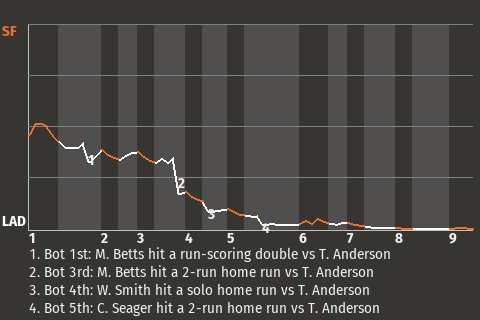 SF
1
2
3
4
LAD
1 2 3 4 5 6 7 8 9
1. Bot 1st: M. Betts hit a run-scoring double vs T. Anderson
2. Bot 3rd: M. Betts hit a 2-run home run vs T. Anderson
3. Bot 4th: W. Smith hit a solo home run vs T. Anderson
4. Bot 5th: C. Seager hit a 2-run home run vs T. Anderson